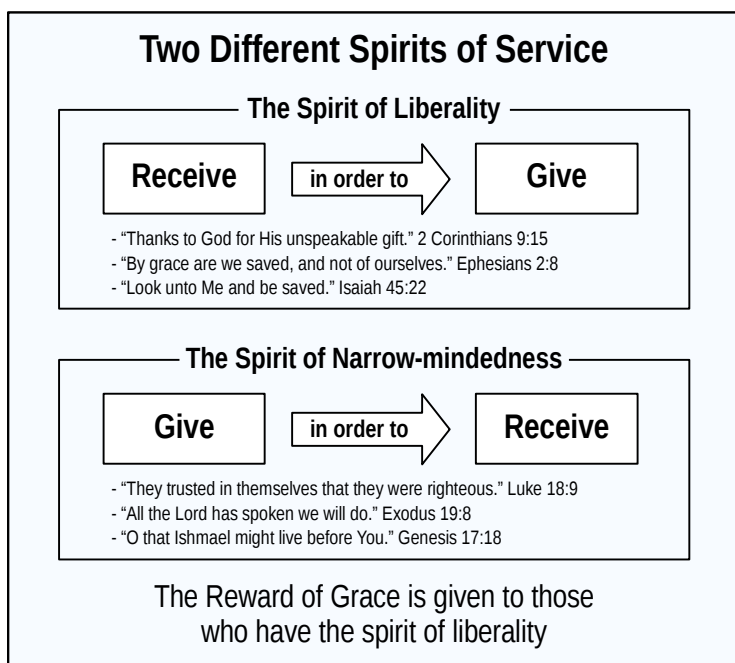 Two Different Spirits of Service
The Spirit of Liberality
Receive in order to Give
- “Thanks to God for His unspeakable gift.” 2 Corinthians 9:15
- “By grace are we saved, and not of ourselves.” Ephesians 2:8
- “Look unto Me and be saved.” Isaiah 45:22
The Spirit of Narrow-mindedness
Give in order to Receive
- “They trusted in themselves that they were righteous.” Luke 18:9
- “All the Lord has spoken we will do.” Exodus 19:8
- “O that Ishmael might live before You.” Genesis 17:18
The Reward of Grace is given to those
who have the spirit of liberality